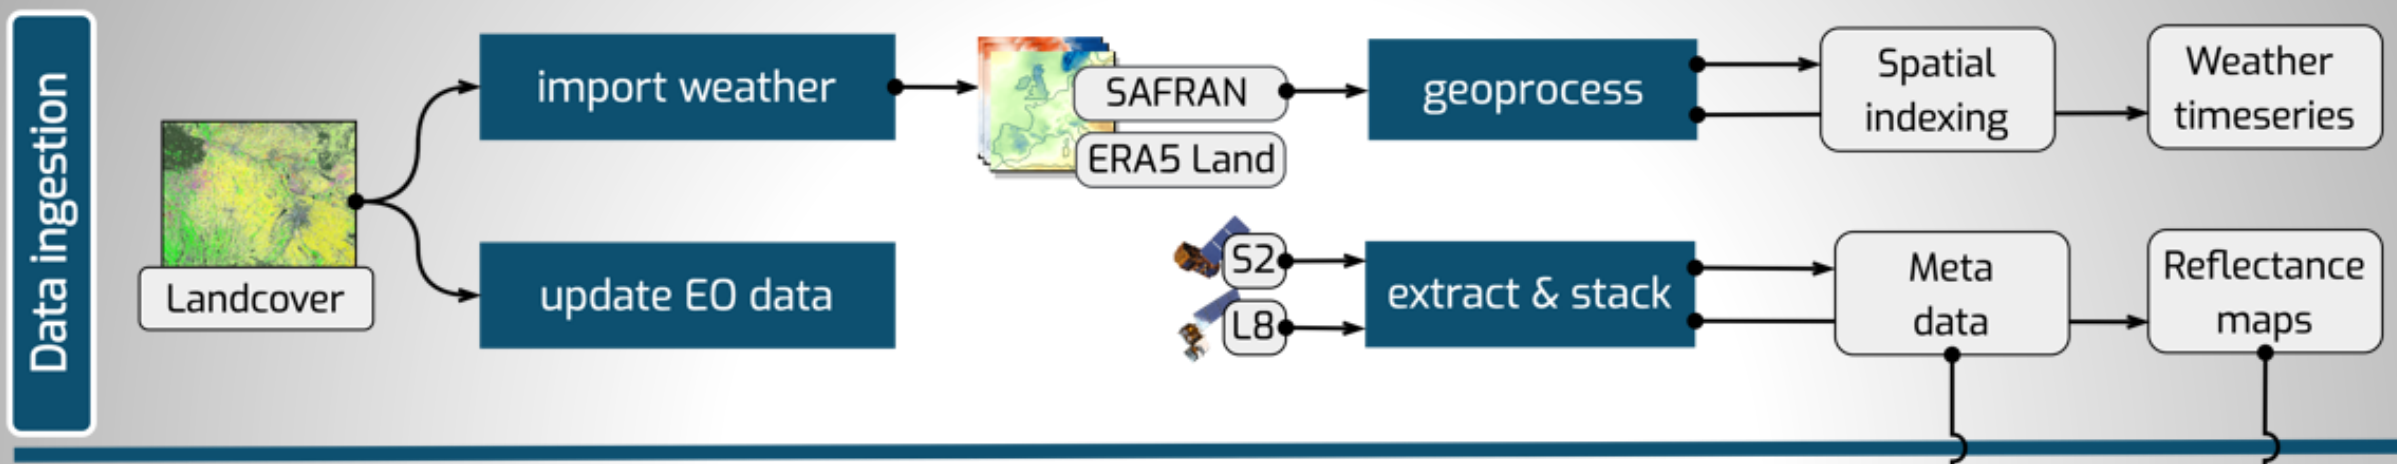 Data ingestion
Landcover
import weather
update EO data
SAFRAN
ERA5 Land
geoprocess
Spatial
indexing
Weather
timeseries
S2
L8
extract & stack
Meta
data
Reflectance
maps